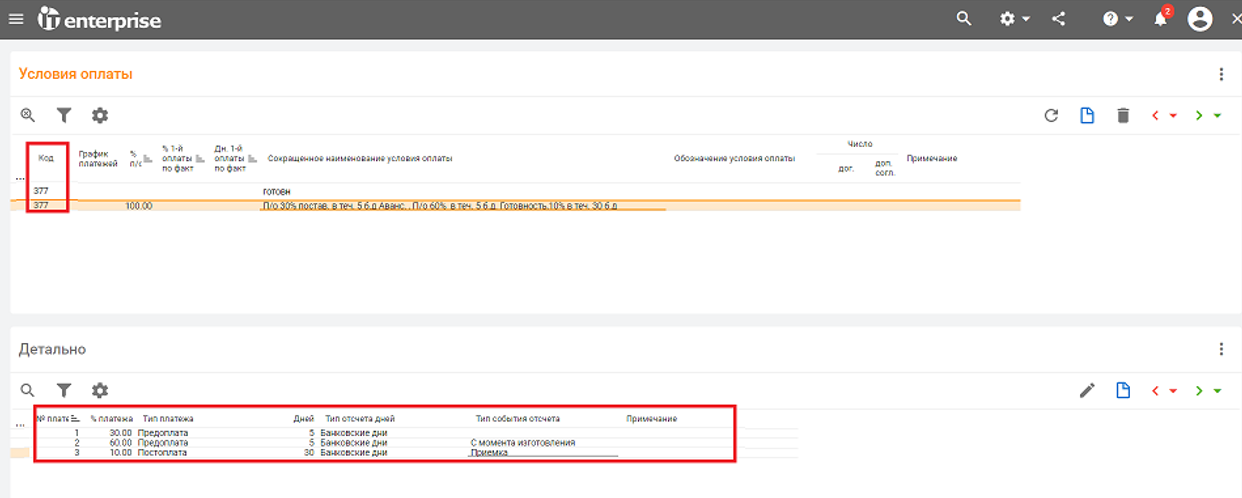 iT enterprise
2
Условия оплаты
Код
График платежей
% п/о
% 1-й оплаты по факт
Дн. 1-й оплаты по факт
Сокращенное наименование условия оплаты
Обозначение условия оплаты
Число
дог.
доп. согл.
Примечание
...
377 готовн
377 100.00 П/о 30% постав. в теч. 5 б.д Аванс. , П/о 60% в теч. 5 б.д. Готовность,10% в теч. 30 б.д
Детально
№ плате % платежа Тип платежа Дней Тип отсчета дней Тип события отсчета Примечание
...
1 30.00 Предоплата 5 Банковские дни
2 60.00 Предоплата 5 Банковские дни С момента изготовления
3 10.00 Постоплата 30 Банковские дни Приемка